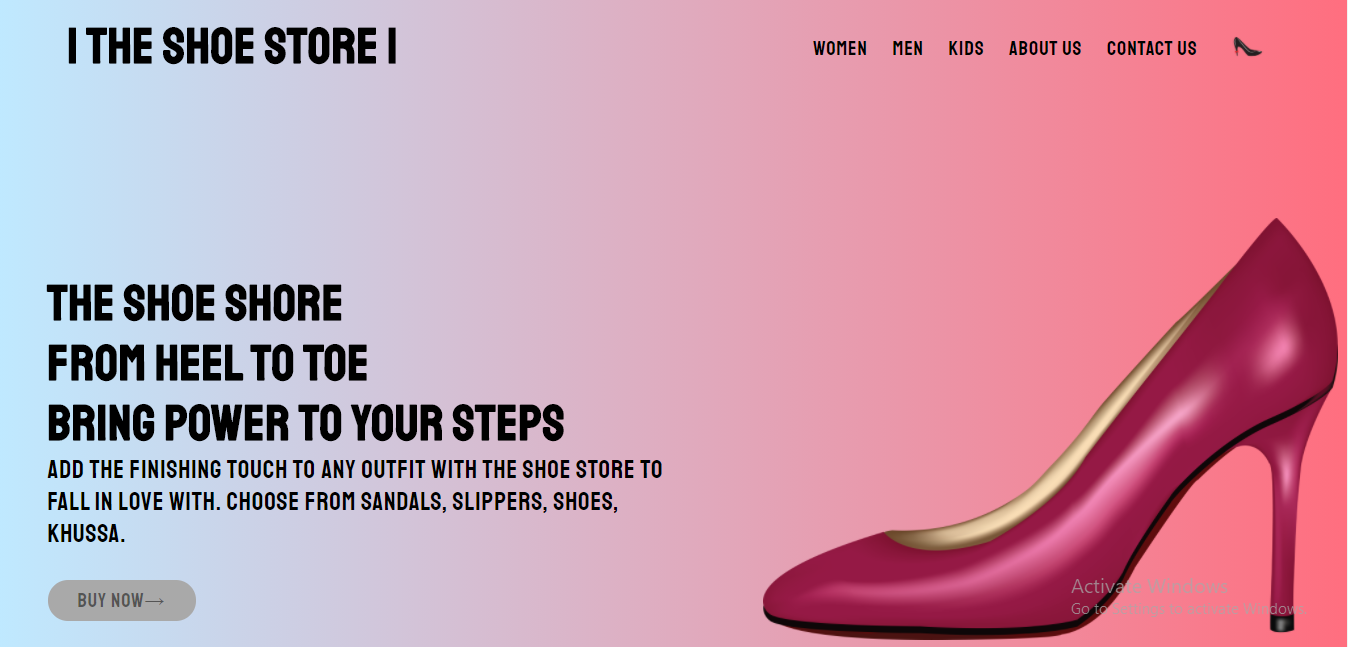 | THE SHOE STORE |
WOMEN MEN KIDS ABOUT US CONTACT US
THE SHOE SHORE
FROM HEEL TO TOE
BRING POWER TO YOUR STEPS
ADD THE FINISHING TOUCH TO ANY OUTFIT WITH THE SHOE STORE TO
FALL IN LOVE WITH. CHOOSE FROM SANDALS, SLIPPERS, SHOES,
KHUSSA.
BUY NOW→
Activate Windows
Go to Settings to activate Windows.